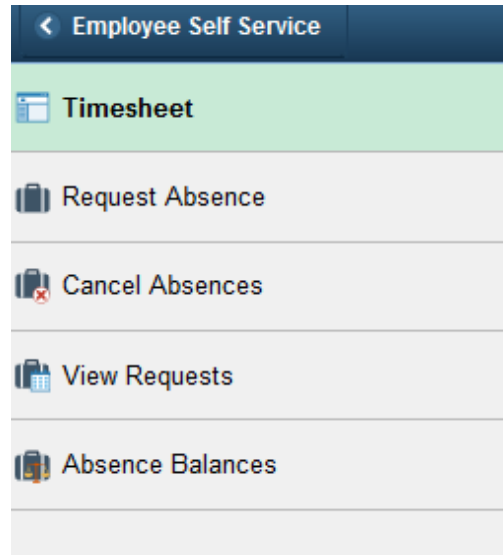 Employee Self Service
Timesheet
Request Absence
Cancel Absences
View Requests
Absence Balances